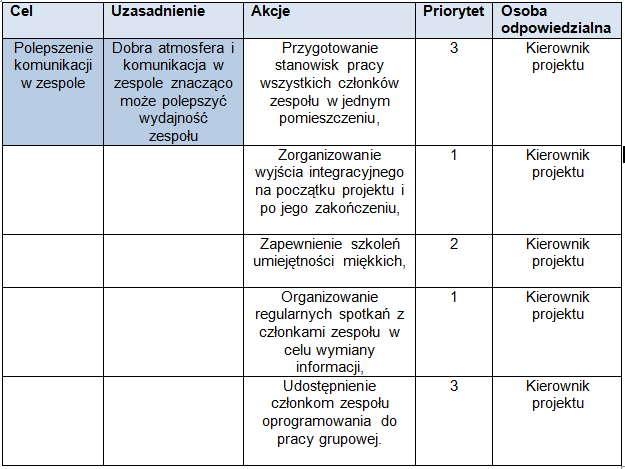 Cel Uzasadnienie Akcje Priorytet Osoba
odpowiedzialna
Polepszenie
komunikacji
w zespole
Dobra atmosfera i
komunikacja w
zespole znacząco
może polepszyć
wydajność
zespołu
Przygotowanie
stanowisk pracy
wszystkich członków
zespołu w jednym
pomieszczeniu,
3
Kierownik
projektu
Zorganizowanie
wyjścia integracyjnego
na początku projektu i
po jego zakończeniu,
1
Kierownik
projektu
Zapewnienie szkoleń
umiejętności miękkich,
2
Kierownik
projektu
Organizowanie
regularnych spotkań z
członkami zespołu w
celu wymiany
informacji,
1
Kierownik
projektu
Udostępnienie
członkom zespołu
oprogramowania do
pracy grupowej.
3
Kierownik
projektu